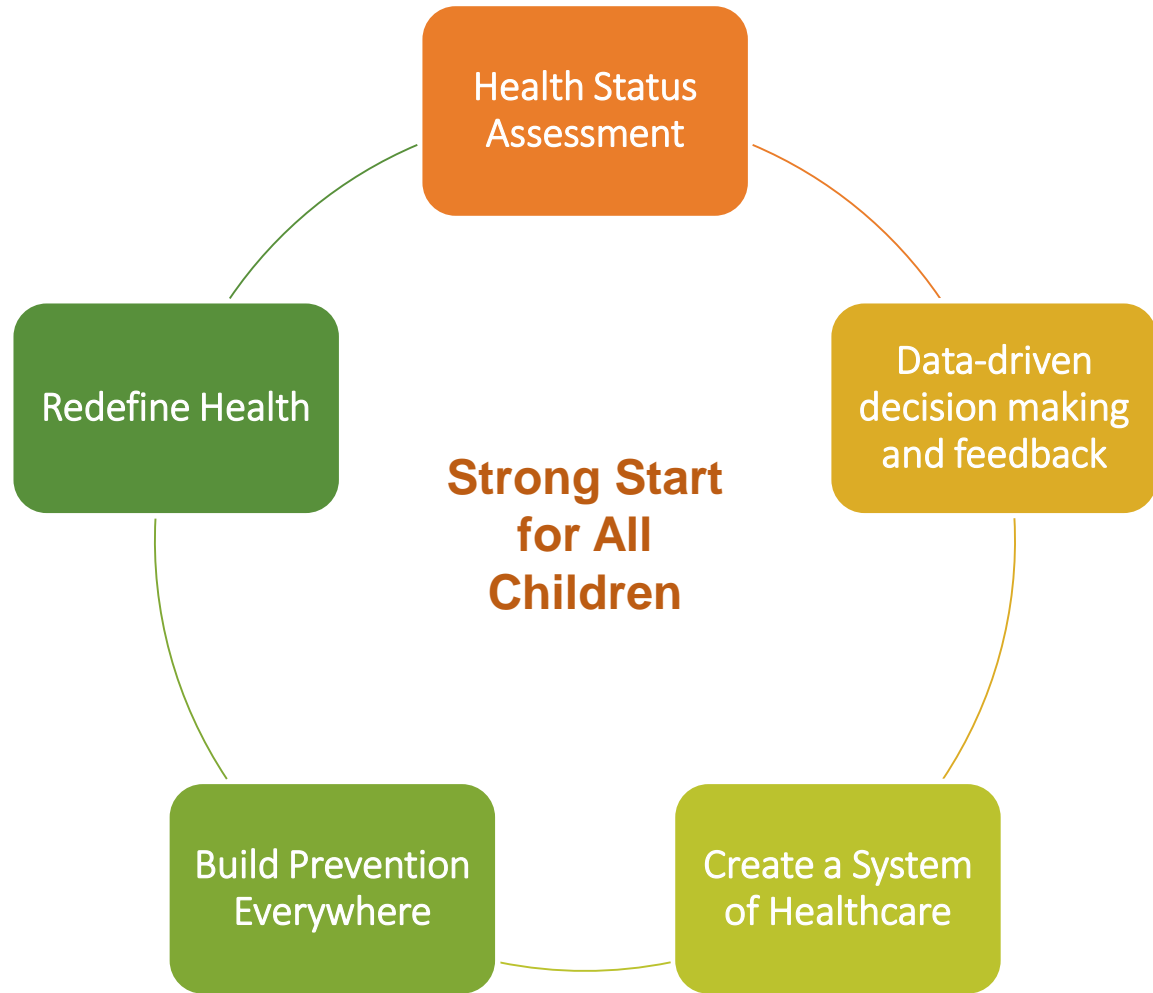 Health Status
Assessment
Data-driven
decision making
and feedback
Create a System
of Healthcare
Build Prevention
Everywhere
Redefine Health
Strong Start
for All
Children